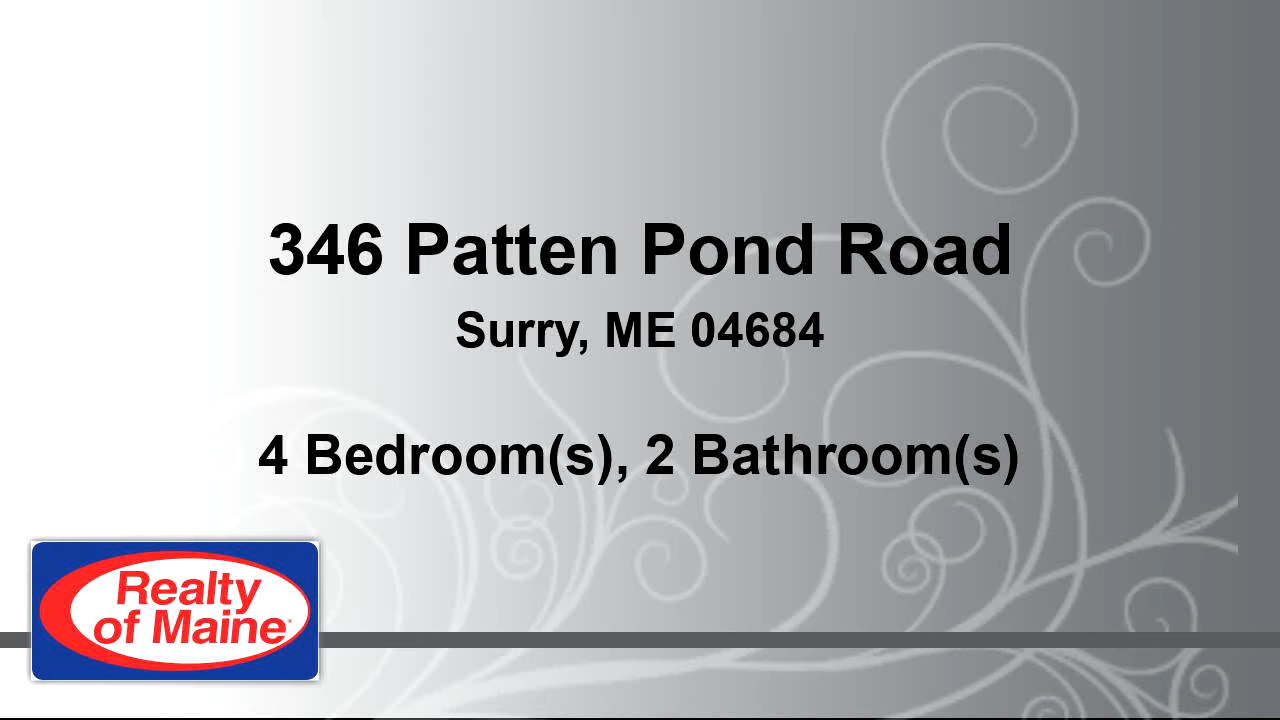 346 Patten Pond Road
Surry, ME 04684
4 Bedroom(s), 2 Bathroom(s)
Realty
of Maine